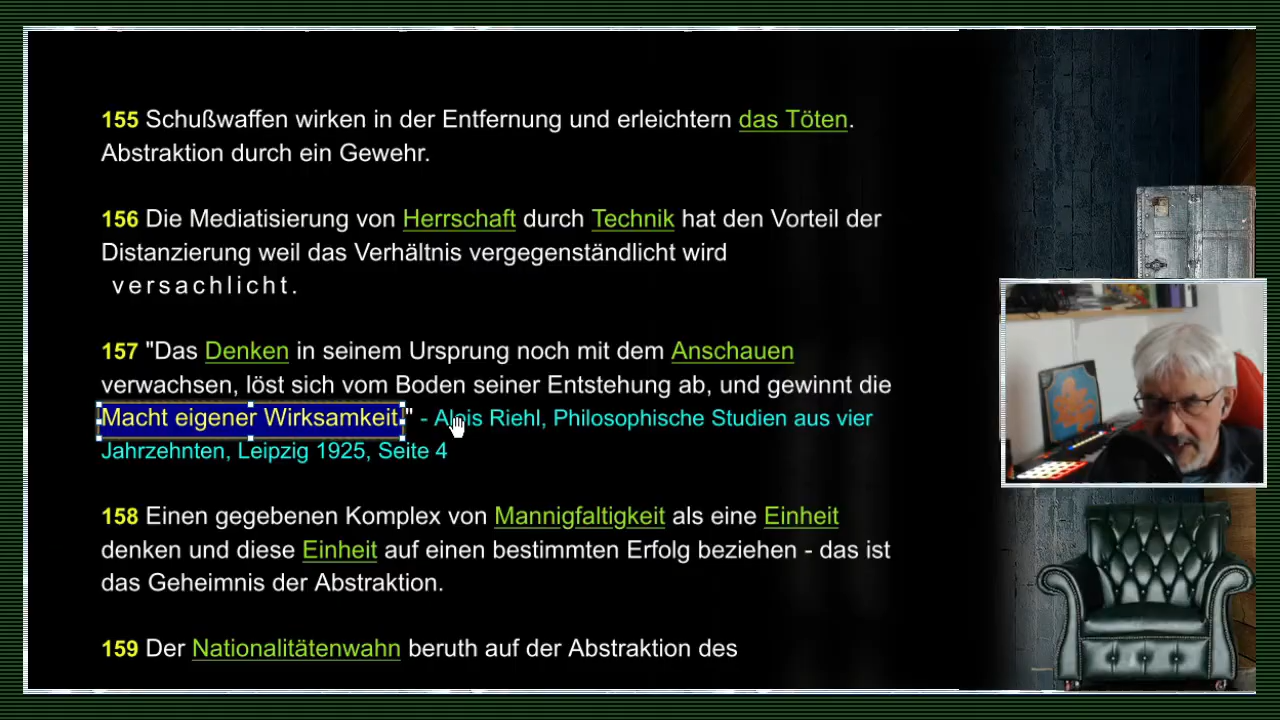 155 Schußwaffen wirken in der Entfernung und erleichtern das Töten.
Abstraktion durch ein Gewehr.
156 Die Mediatisierung von Herrschaft durch Technik hat den Vorteil der
Distanzierung weil das Verhältnis vergegenständlicht wird
versachlicht.
157 "Das Denken in seinem Ursprung noch mit dem Anschauen
verwachsen, löst sich vom Boden seiner Entstehung ab, und gewinnt die
Macht eigener Wirksamkeit." - Alois Riehl, Philosophische Studien aus vier
Jahrzehnten, Leipzig 1925, Seite 4
158 Einen gegebenen Komplex von Mannigfaltigkeit als eine Einheit
denken und diese Einheit auf einen bestimmten Erfolg beziehen - das ist
das Geheimnis der Abstraktion.
159 Der Nationalitätenwahn beruth auf der Abstraktion des